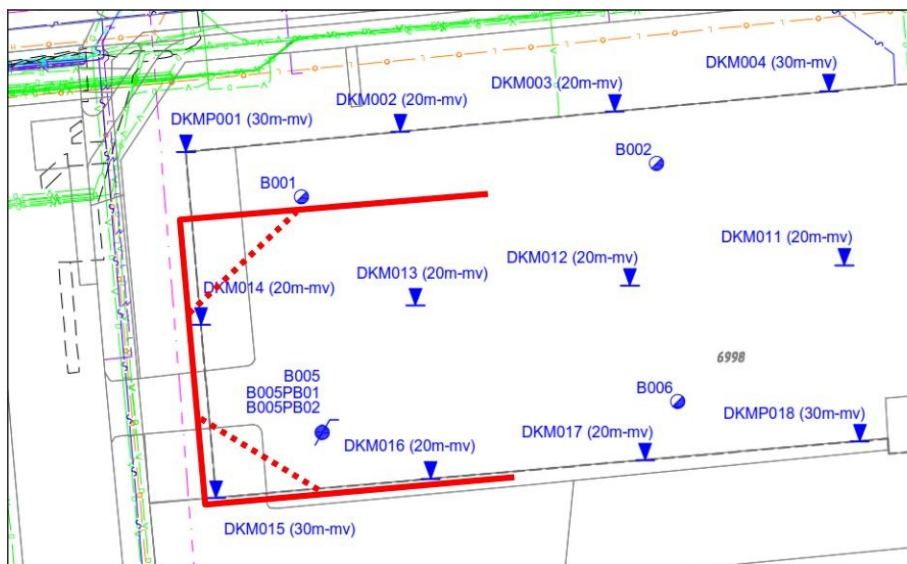 DKM004 (30m-mv)
DKM003 (20m-mv)
DKM002 (20m-mv)
DKMP001 (30m-mv)
B002
B001
DKM011 (20m-mv)
DKM012 (20m-mv)
DKM013 (20m-mv)
DKM014 (20m-mv)
6998
B005
B005PB01
B005PB02
B006
DKMP018 (30m-mv)
DKM017 (20m-mv)
DKM016 (20m-mv)
DKM015 (30m-mv)